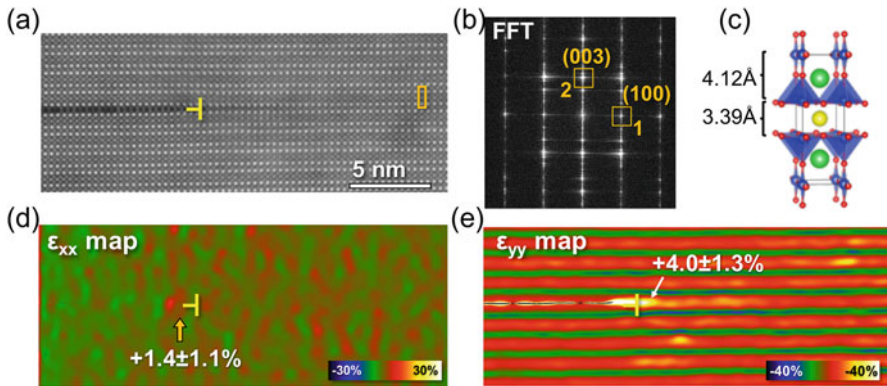 (a)
5 nm
(b)
FFT
(003)
2
(100)
1
(c)
4.12Å
3.39Å
(d)
εxx map
+1.4±1.1%
-30% 30%
(e)
εyy map
+4.0±1.3%
-40% -40%